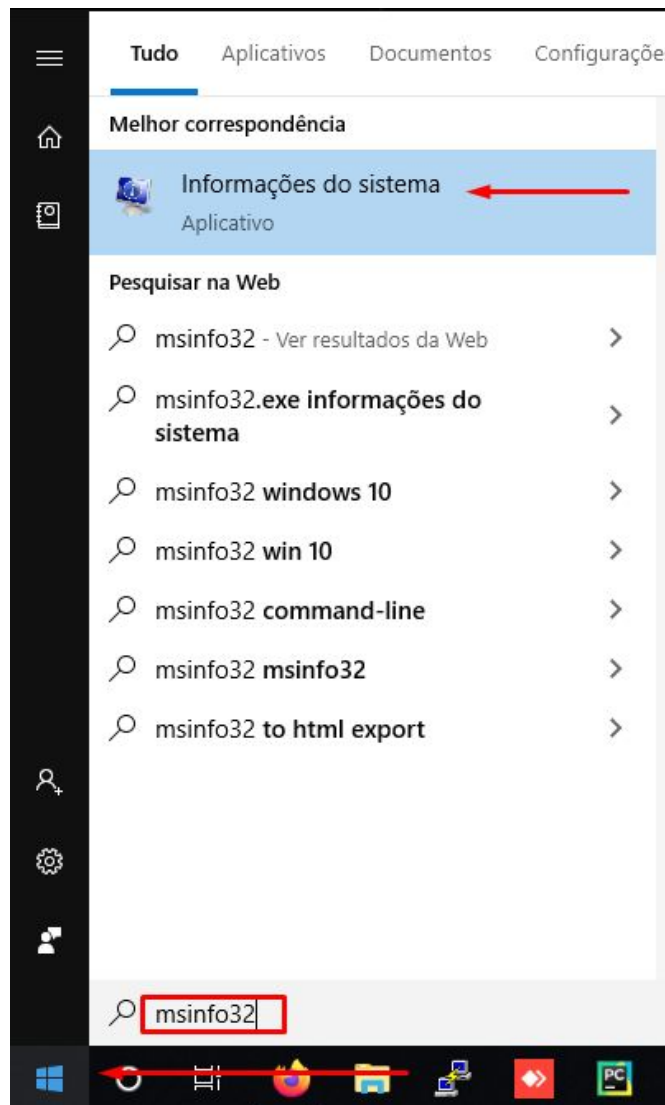 Tudo Aplicativos Documentos Configuraçõe
Melhor correspondência
Informações do sistema
Aplicativo
Pesquisar na Web
msinfo32 - Ver resultados da Web
msinfo32.exe informações do
sistema
msinfo32 windows 10
msinfo32 win 10
msinfo32 command-line
msinfo32 msinfo32
msinfo32 to html export
msinfo32
PC